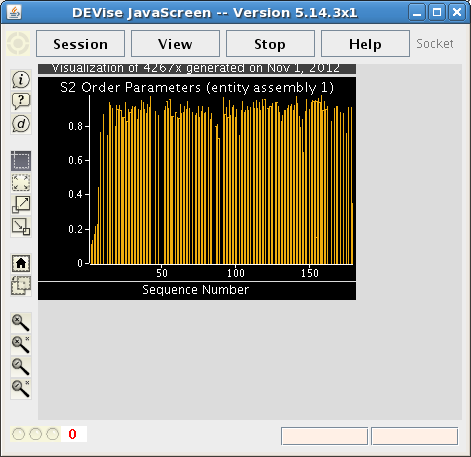 DEVise JavaScreen -- Version 5.14.3x1
Session View Stop Help Socket
Visualization of 4267x generated on Nov 1, 2012
S2 Order Parameters (entity assembly 1)
0.8
0.6
0.4
0.2
0
50 100 150
Sequence Number
i
?
d
0